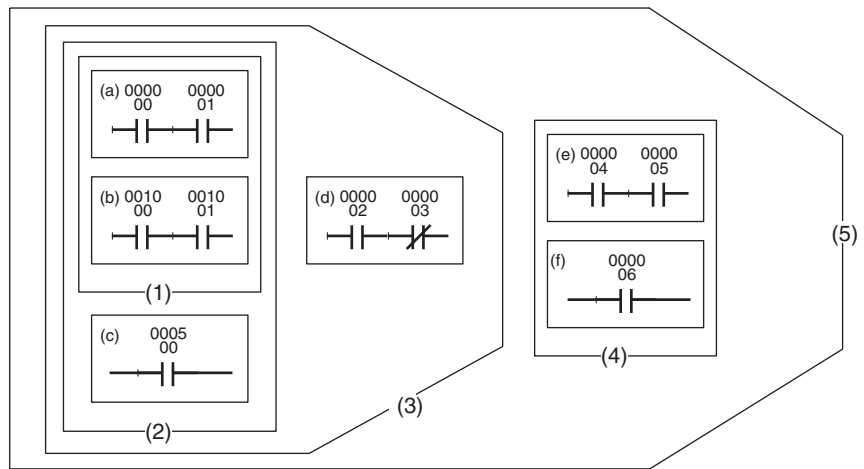 (a) 0000 0000
00 01
(b) 0010 0010
00 01
(1)
(c) 0005
00
(2)
(d) 0000 0000
02 03
(3)
(e) 0000 0000
04 05
(f) 0000
06
(4)
(5)